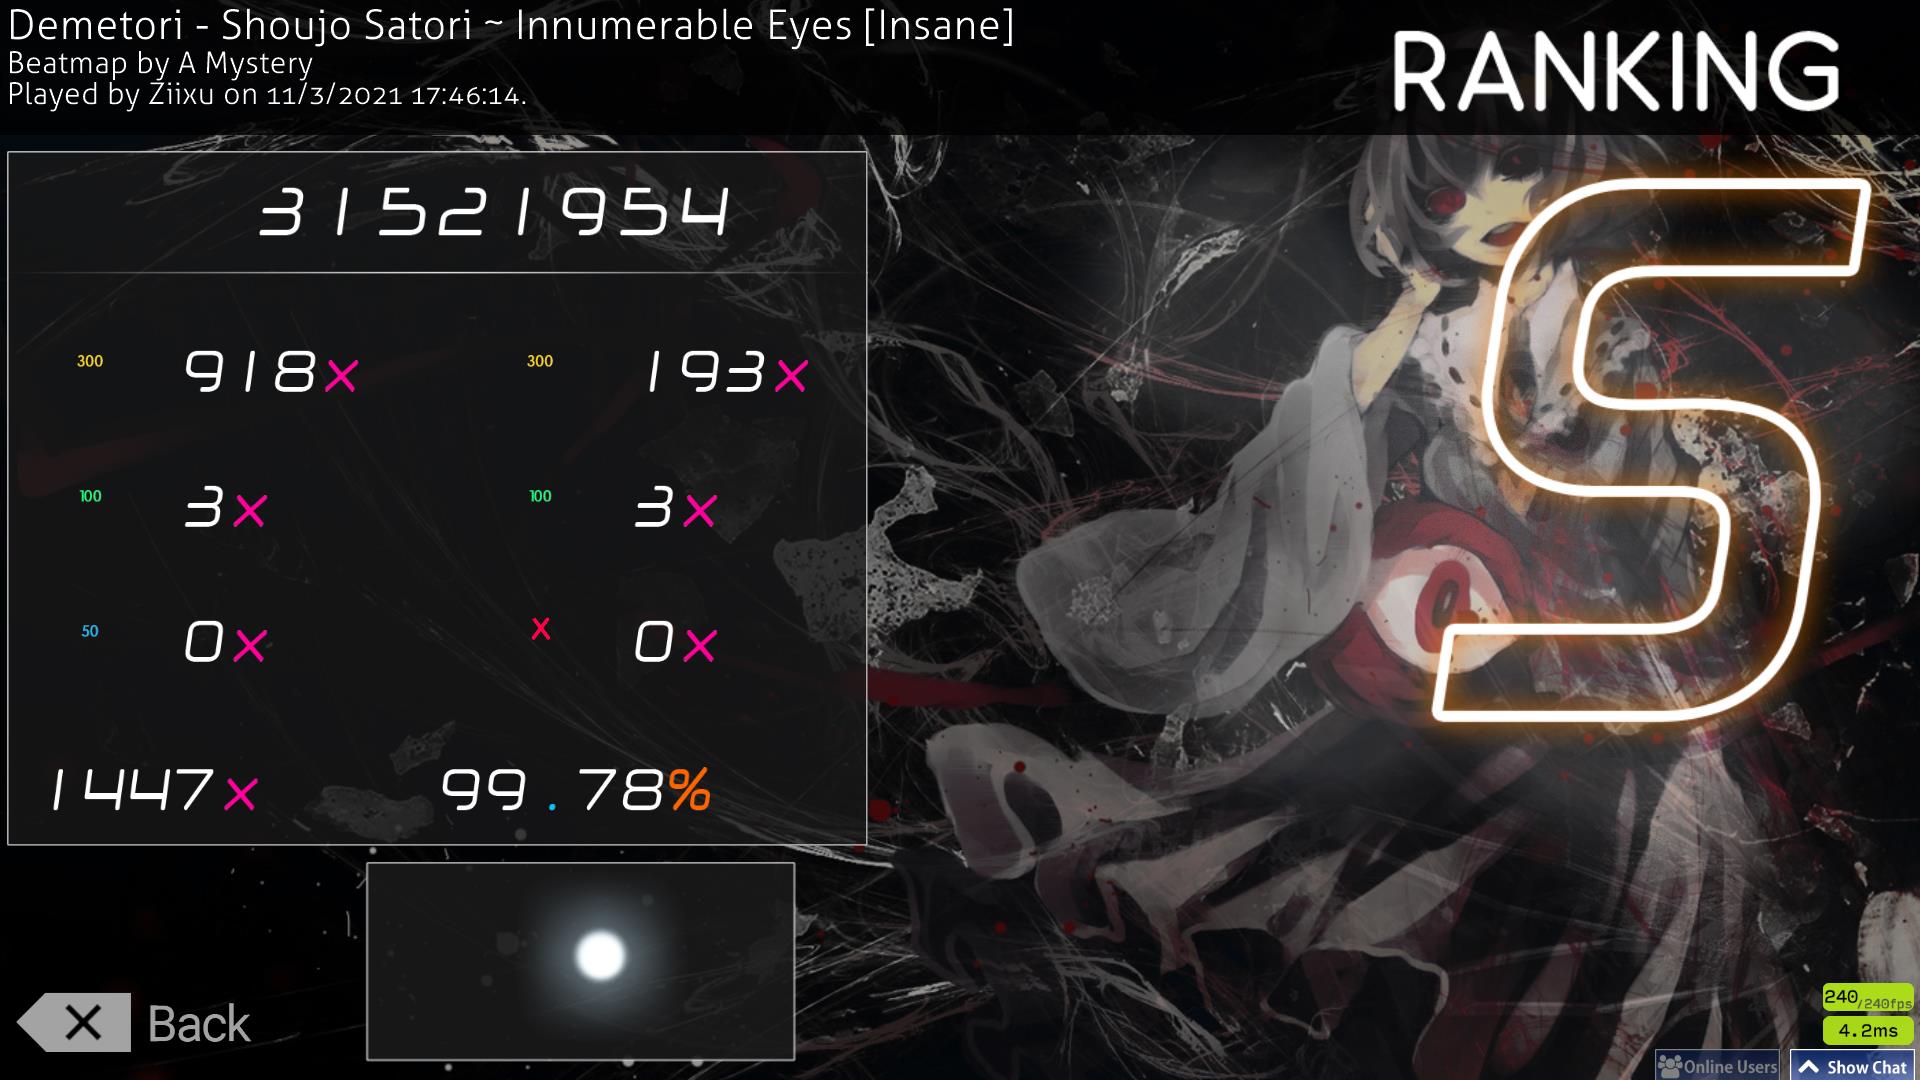 Demetori - Shoujo Satori ~ Innumerable Eyes [Insane]
Beatmap by A Mystery
Played by Ziixu on 11/3/2021 17:46:14.
RANKING
31521954
300 918x 300 193x
100 3x 100 3x
50 0x X 0x
1447x 99.78%
S
X Back
240/240fps
4.2ms
Online Users
Show Chat